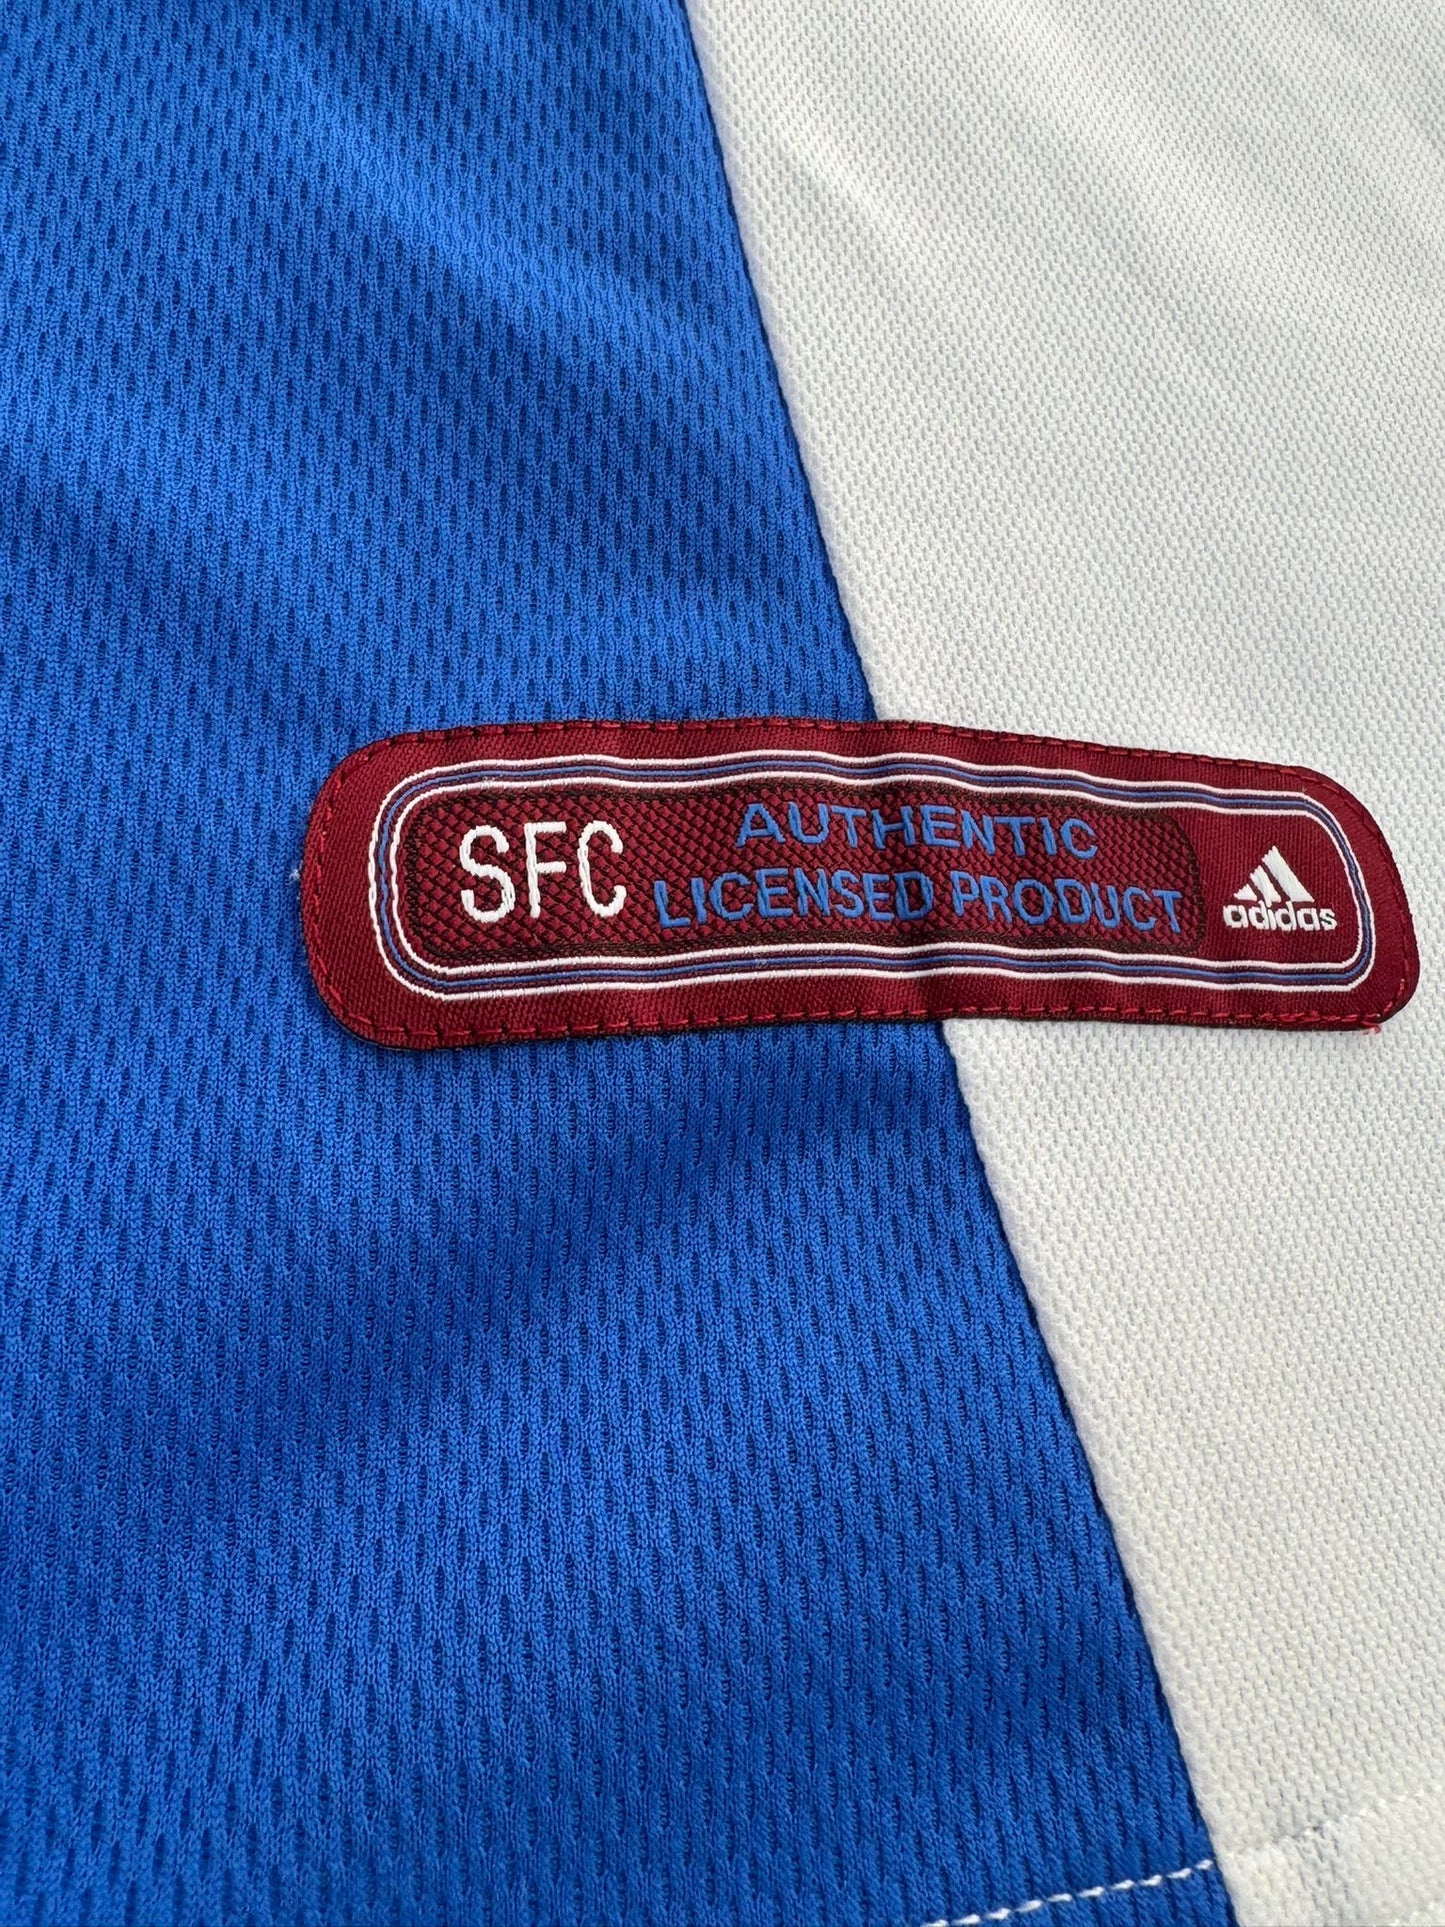 SFC
AUTHENTIC
LICENSED PRODUCT
adidas